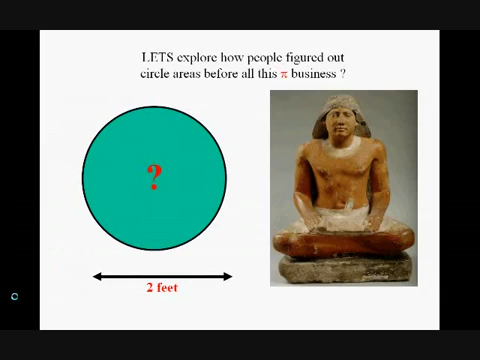 LETS explore how people figured out
circle areas before all this π business ?
?
2 feet